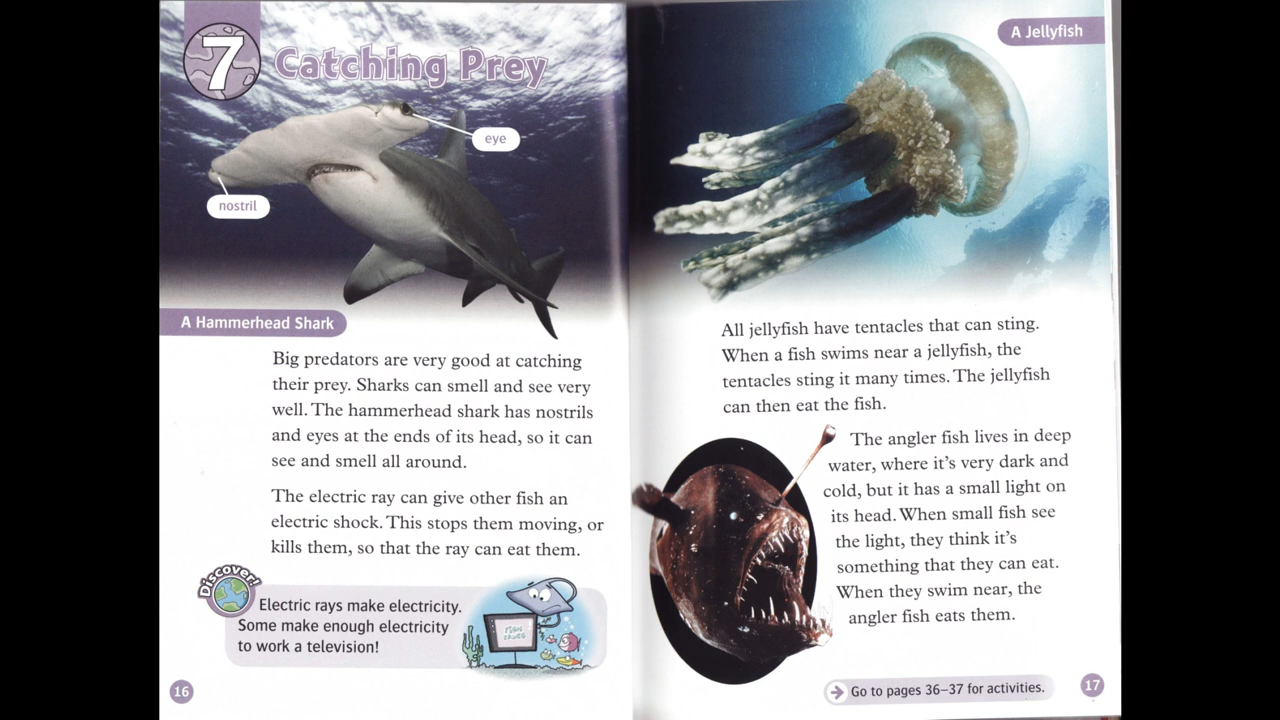 7
Catching Prey
eye
nostril
A Hammerhead Shark
Big predators are very good at catching
their prey. Sharks can smell and see very
well. The hammerhead shark has nostrils
and eyes at the ends of its head, so it can
see and smell all around.
The electric ray can give other fish an
electric shock. This stops them moving, or
kills them, so that the ray can eat them.
Discover!
Electric rays make electricity.
Some make enough electricity
to work a television!
16
A Jellyfish
All jellyfish have tentacles that can sting.
When a fish swims near a jellyfish, the
tentacles sting it many times. The jellyfish
can then eat the fish.
The angler fish lives in deep
water, where it's very dark and
cold, but it has a small light on
its head. When small fish see
the light, they think it's
something that they can eat.
When they swim near, the
angler fish eats them.
Go to pages 36–37 for activities.
17